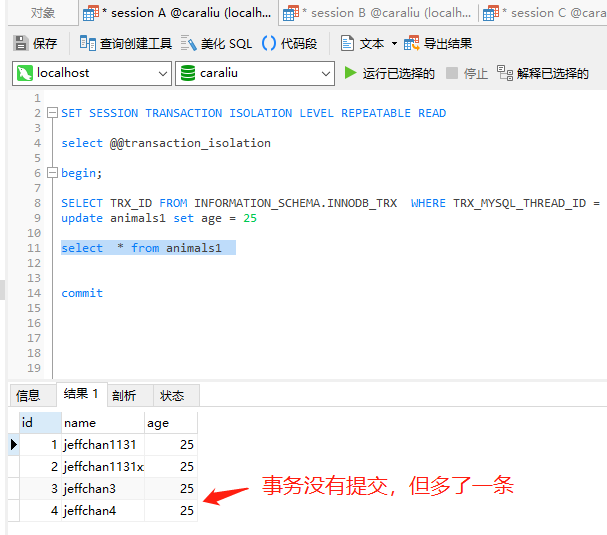 对象
* session A @caraliu (localh...
* session B @caraliu (localh...
* session C @cara
保存
查询创建工具
美化 SQL
代码段
文本
导出结果
localhost
caraliu
运行已选择的
停止
解释已选择的
1
2 SET SESSION TRANSACTION ISOLATION LEVEL REPEATABLE READ
3
4 select @@transaction_isolation
5
6 begin;
7
8 SELECT TRX_ID FROM INFORMATION_SCHEMA.INNODB_TRX  WHERE TRX_MYSQL_THREAD_ID =
9 update animals1 set age = 25
10
11 select  * from animals1
12
13
14 commit
15
16
17
18
19
信息 结果 1 剖析 状态
id name age
1 jeffchan1131 25
2 jeffchan1131x 25
3 jeffchan3 25
4 jeffchan4 25
事务没有提交，但多了一条